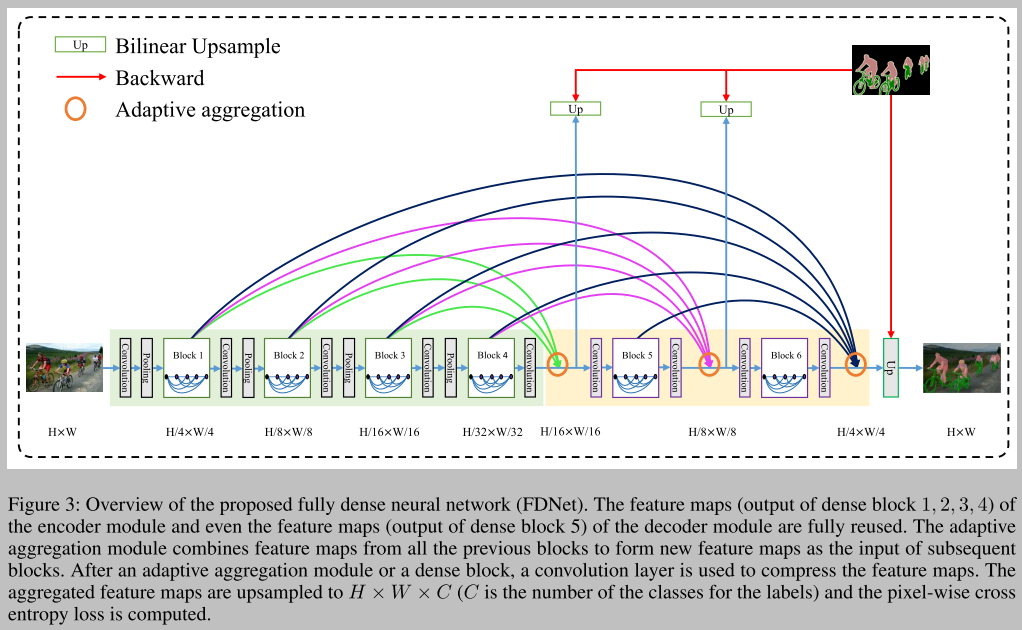 Up Bilinear Upsample
Backward
Adaptive aggregation
Up
Up
Convolution
Pooling
Block 1
Convolution
Pooling
Block 2
Convolution
Pooling
Block 3
Convolution
Pooling
Block 4
Convolution
Convolution
Block 5
Convolution
Convolution
Block 6
Convolution
Up
H×W H/4×W/4 H/8×W/8 H/16×W/16 H/32×W/32 H/16×W/16 H/8×W/8 H/4×W/4 H×W
Figure 3: Overview of the proposed fully dense neural network (FDNet). The feature maps (output of dense block 1, 2, 3, 4) of
the encoder module and even the feature maps (output of dense block 5) of the decoder module are fully reused. The adaptive
aggregation module combines feature maps from all the previous blocks to form new feature maps as the input of subsequent
blocks. After an adaptive aggregation module or a dense block, a convolution layer is used to compress the feature maps. The
aggregated feature maps are upsampled to H × W × C (C is the number of the classes for the labels) and the pixel-wise cross
entropy loss is computed.